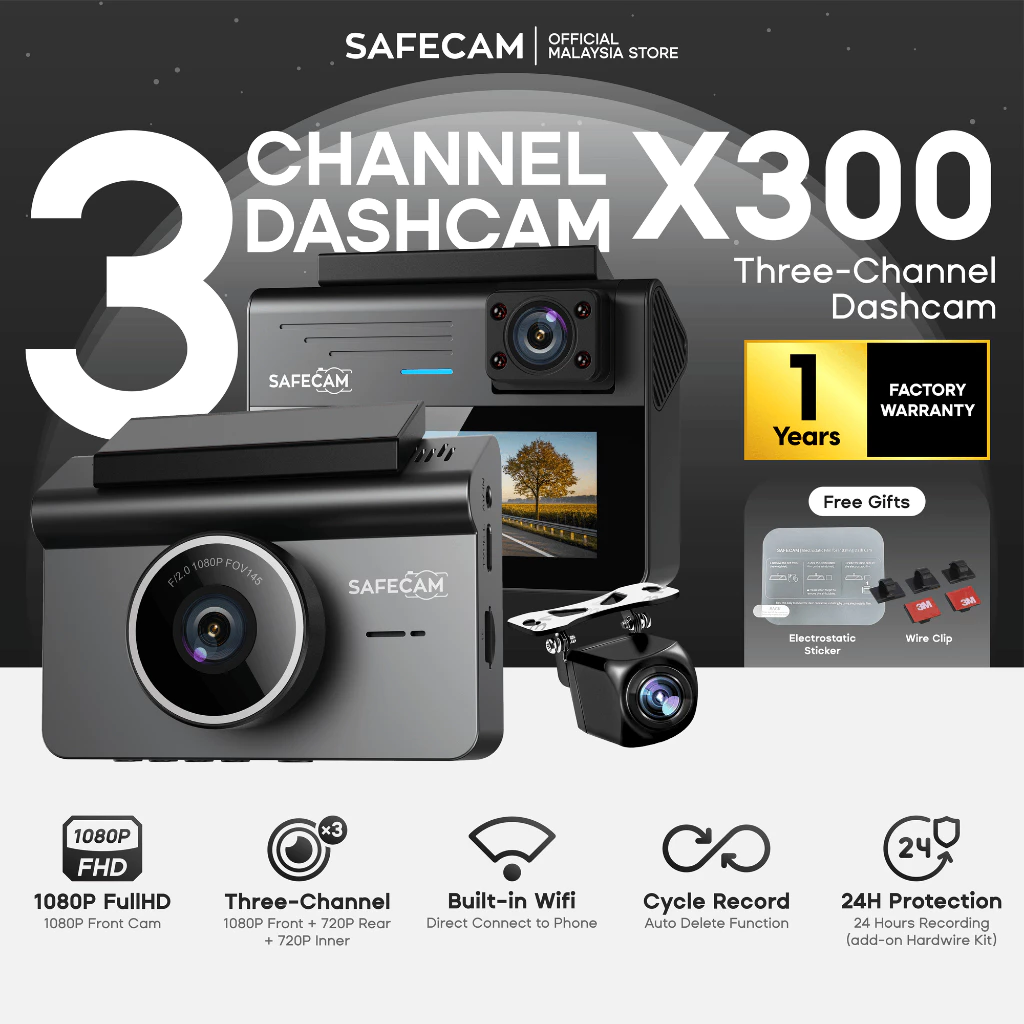 SAFECAM
OFFICIAL
MALAYSIA STORE
3
CHANNEL
DASHCAM
X300
Three-Channel
Dashcam
1
Years
FACTORY
WARRANTY
SAFECAM
Free Gifts
F/2.0 1080P FOV145
SAFECAM
3M
3M
Electrostatic
Sticker
Wire Clip
1080P
FHD
×3
24
1080P FullHD
1080P Front Cam
Three-Channel
1080P Front + 720P Rear
+ 720P Inner
Built-in Wifi
Direct Connect to Phone
Cycle Record
Auto Delete Function
24H Protection
24 Hours Recording
(add-on Hardwire Kit)